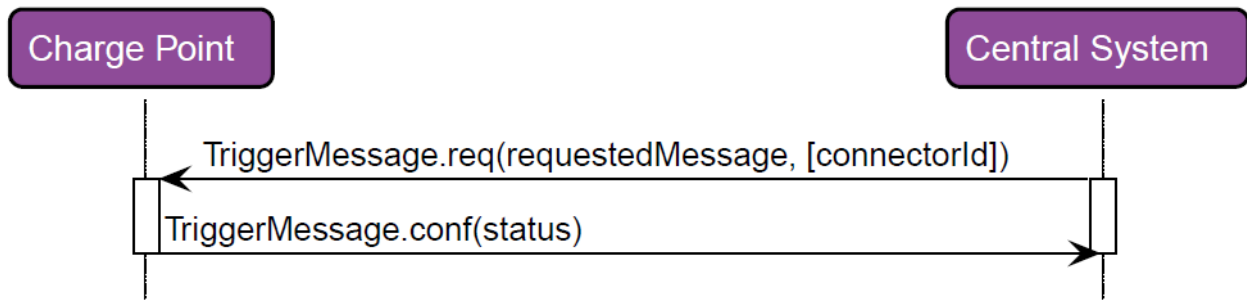 Charge Point
Central System
TriggerMessage.req(requestedMessage, [connectorId])
TriggerMessage.conf(status)